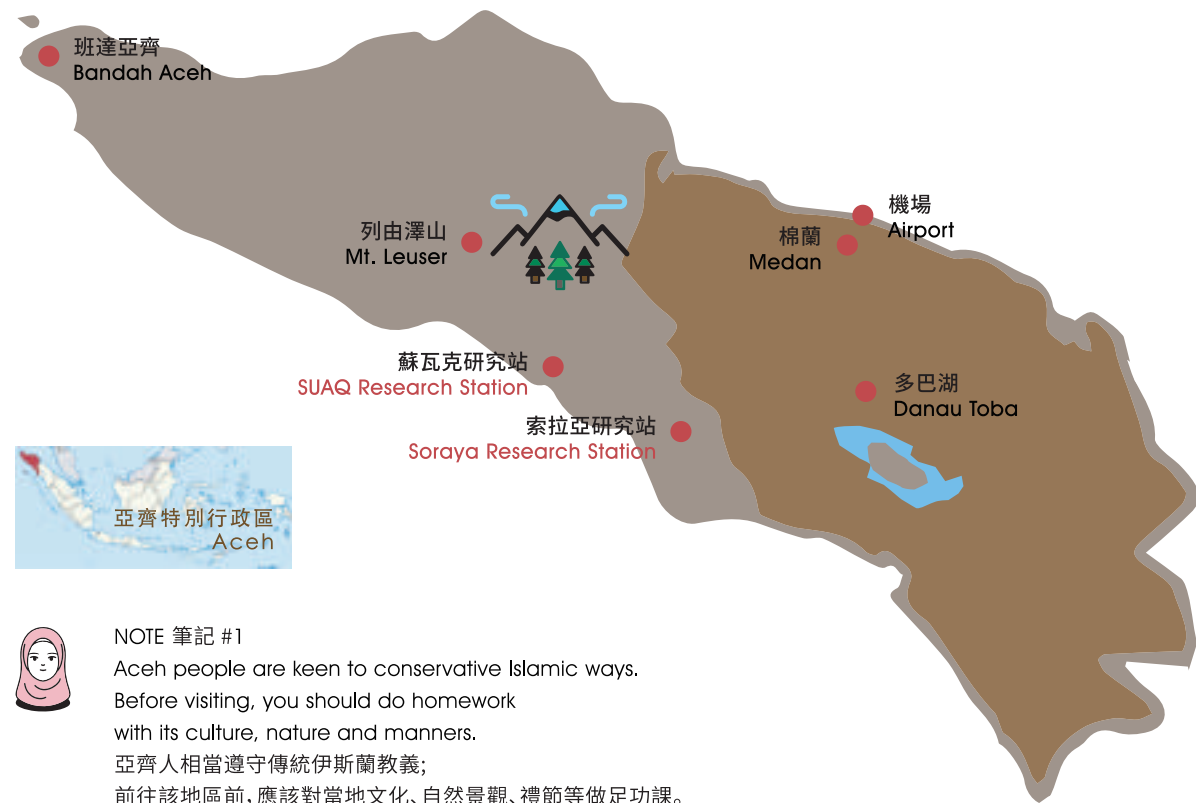 班達亞齊
Bandah Aceh
機場
Airport
列由澤山
Mt. Leuser
棉蘭
Medan
蘇瓦克研究站
SUAQ Research Station
多巴湖
Danau Toba
索拉亞研究站
Soraya Research Station
亞齊特別行政區
Aceh
NOTE 筆記 #1
Aceh people are keen to conservative Islamic ways.
Before visiting, you should do homework
with its culture, nature and manners.
亞齊人相當遵守傳統伊斯蘭教義;
前往該地區前，應該對當地文化、自然景觀、禮節等做足功課。